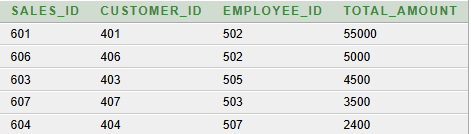 SALES_ID CUSTOMER_ID EMPLOYEE_ID TOTAL_AMOUNT
601 401 502 55000
606 406 502 5000
603 403 505 4500
607 407 503 3500
604 404 507 2400